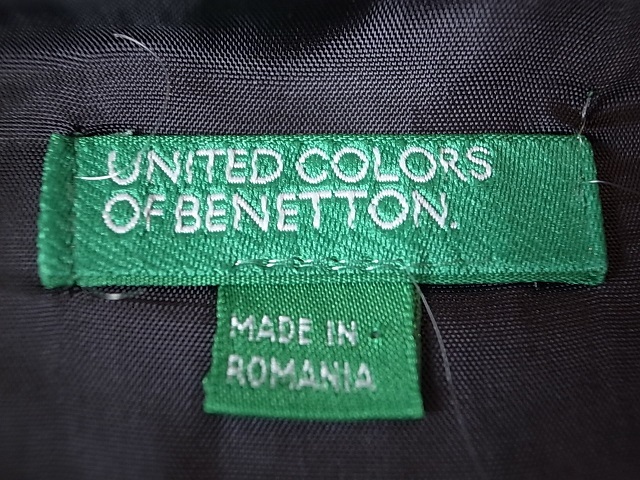 UNITED COLORS
OF BENETTON.
MADE IN
ROMANIA